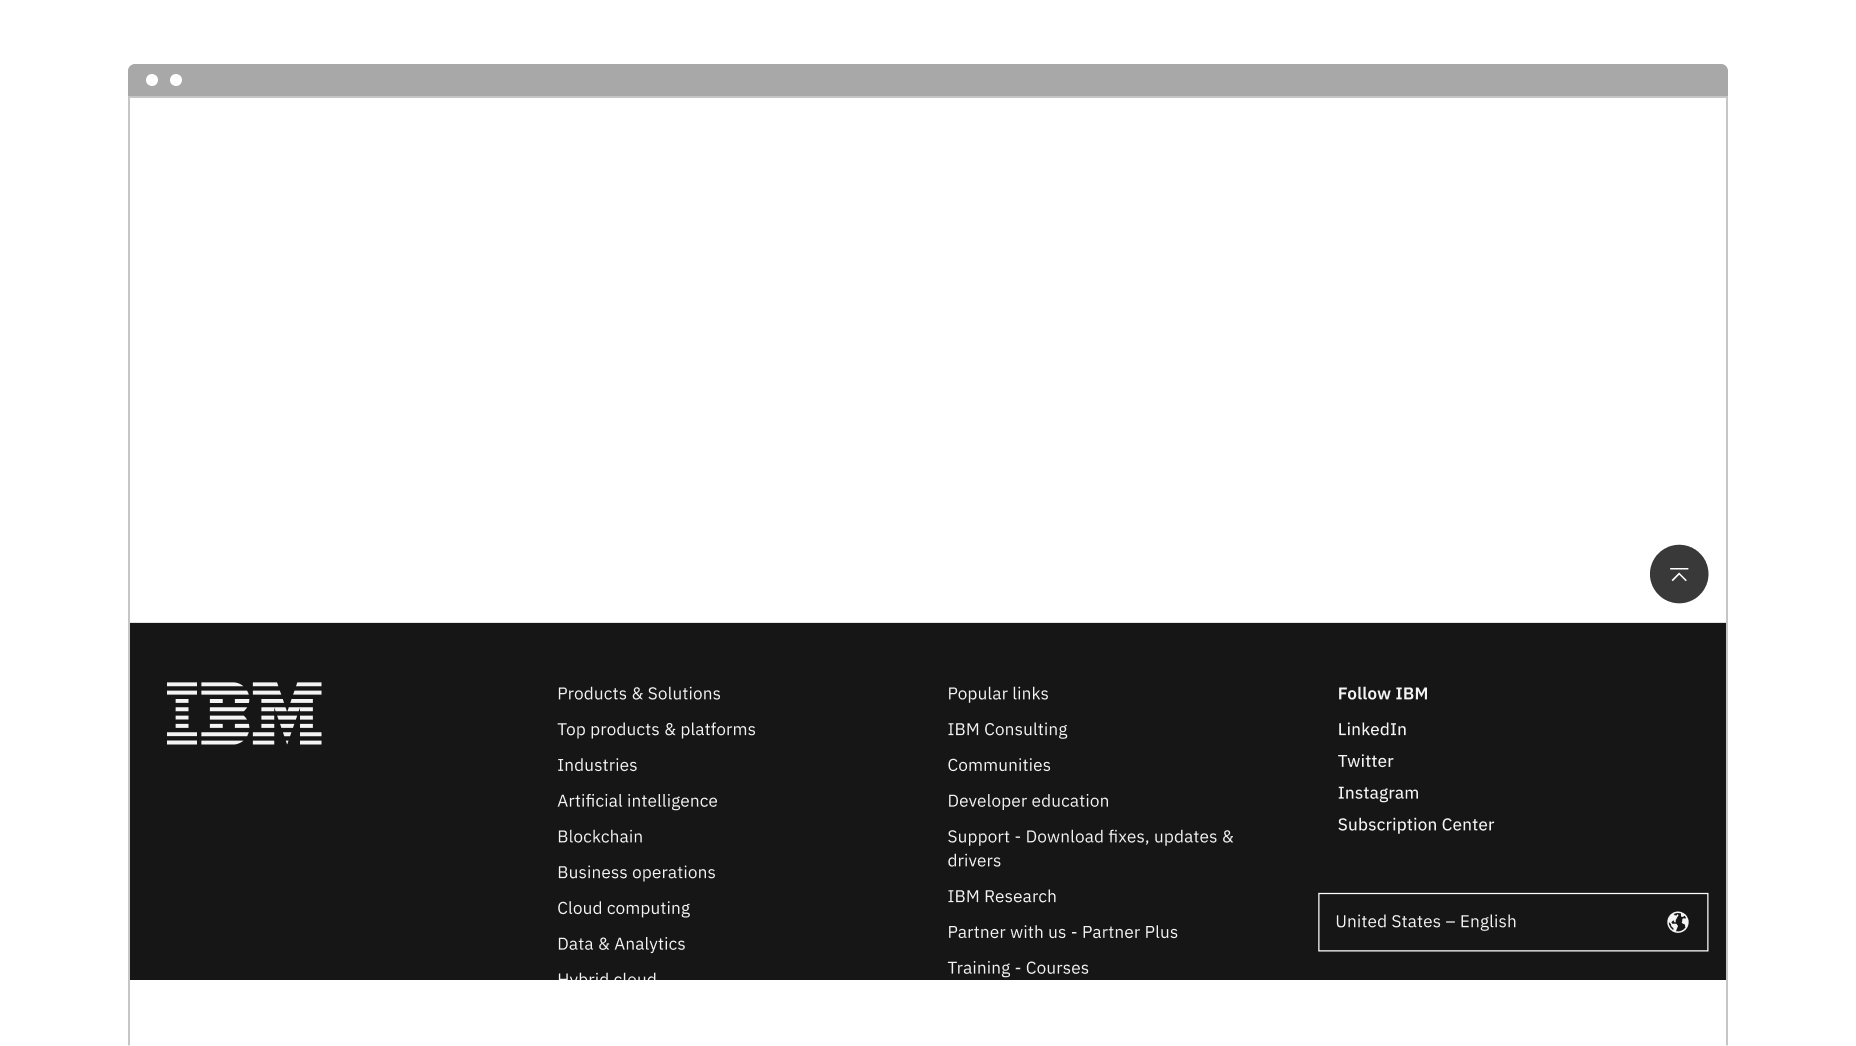 IBM
Products & Solutions
Top products & platforms
Industries
Artificial intelligence
Blockchain
Business operations
Cloud computing
Data & Analytics
Hybrid cloud
Popular links
IBM Consulting
Communities
Developer education
Support - Download fixes, updates &
drivers
IBM Research
Partner with us - Partner Plus
Training - Courses
Follow IBM
LinkedIn
Twitter
Instagram
Subscription Center
United States – English